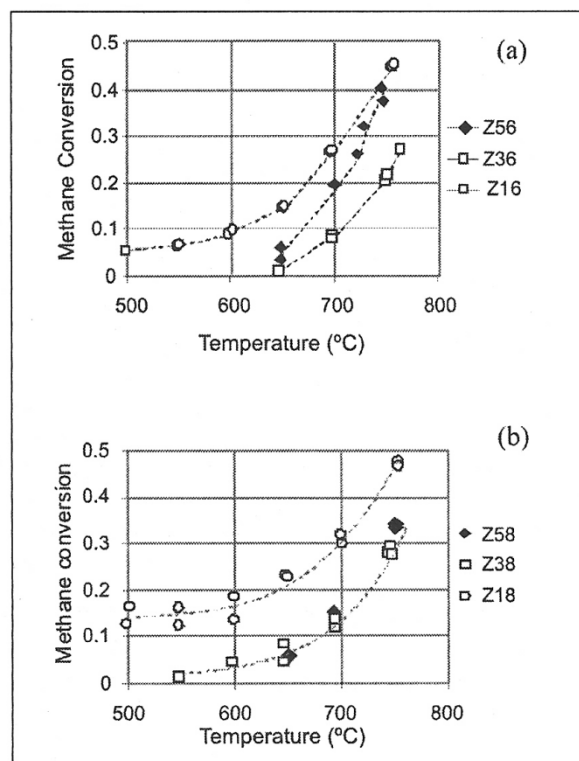 (a)
0.5
0.4
0.3
0.2
0.1
0
Methane Conversion
500 600 700 800
Temperature (ºC)
Z56
Z36
Z16
(b)
0.5
0.4
0.3
0.2
0.1
0
Methane conversion
500 600 700 800
Temperature (ºC)
Z58
Z38
Z18